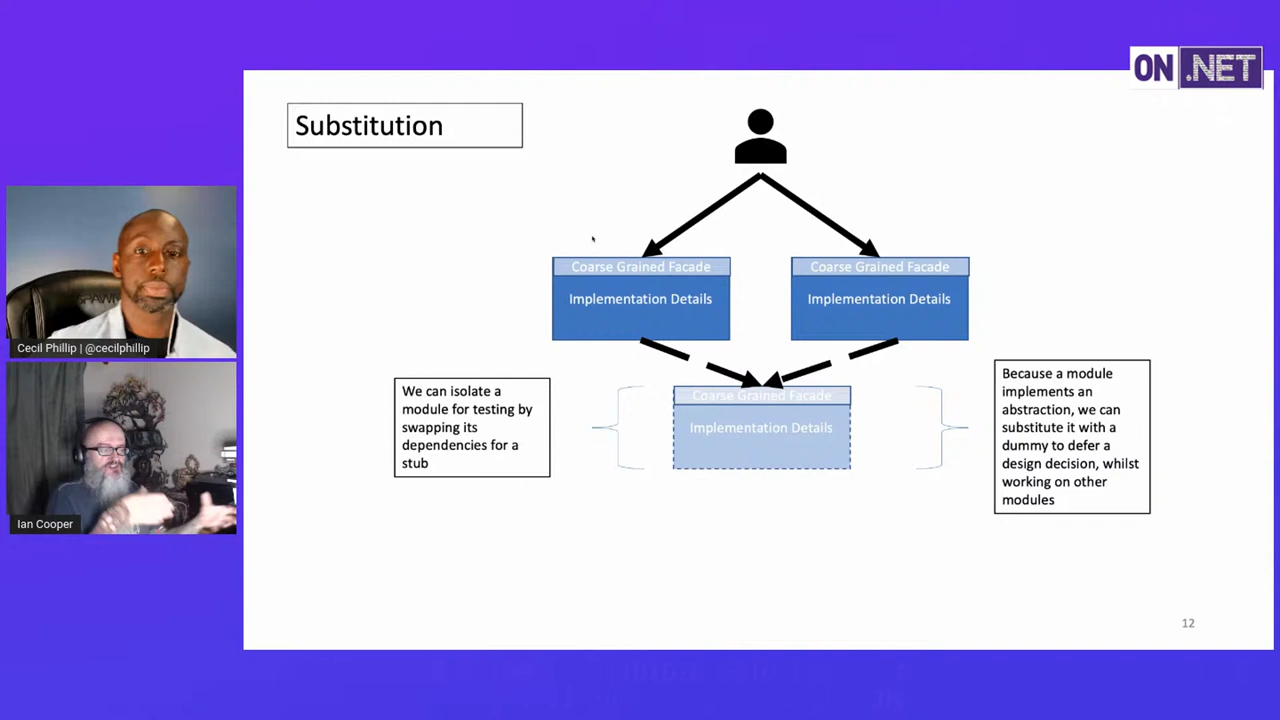 ON .NET
Substitution
Coarse Grained Facade
Implementation Details
Coarse Grained Facade
Implementation Details
Coarse Grained Facade
Implementation Details
We can isolate a
module for testing by
swapping its
dependencies for a
stub
Because a module
implements an
abstraction, we can
substitute it with a
dummy to defer a
design decision, whilst
working on other
modules
Cecil Phillip | @cecilphillip
Ian Cooper
12